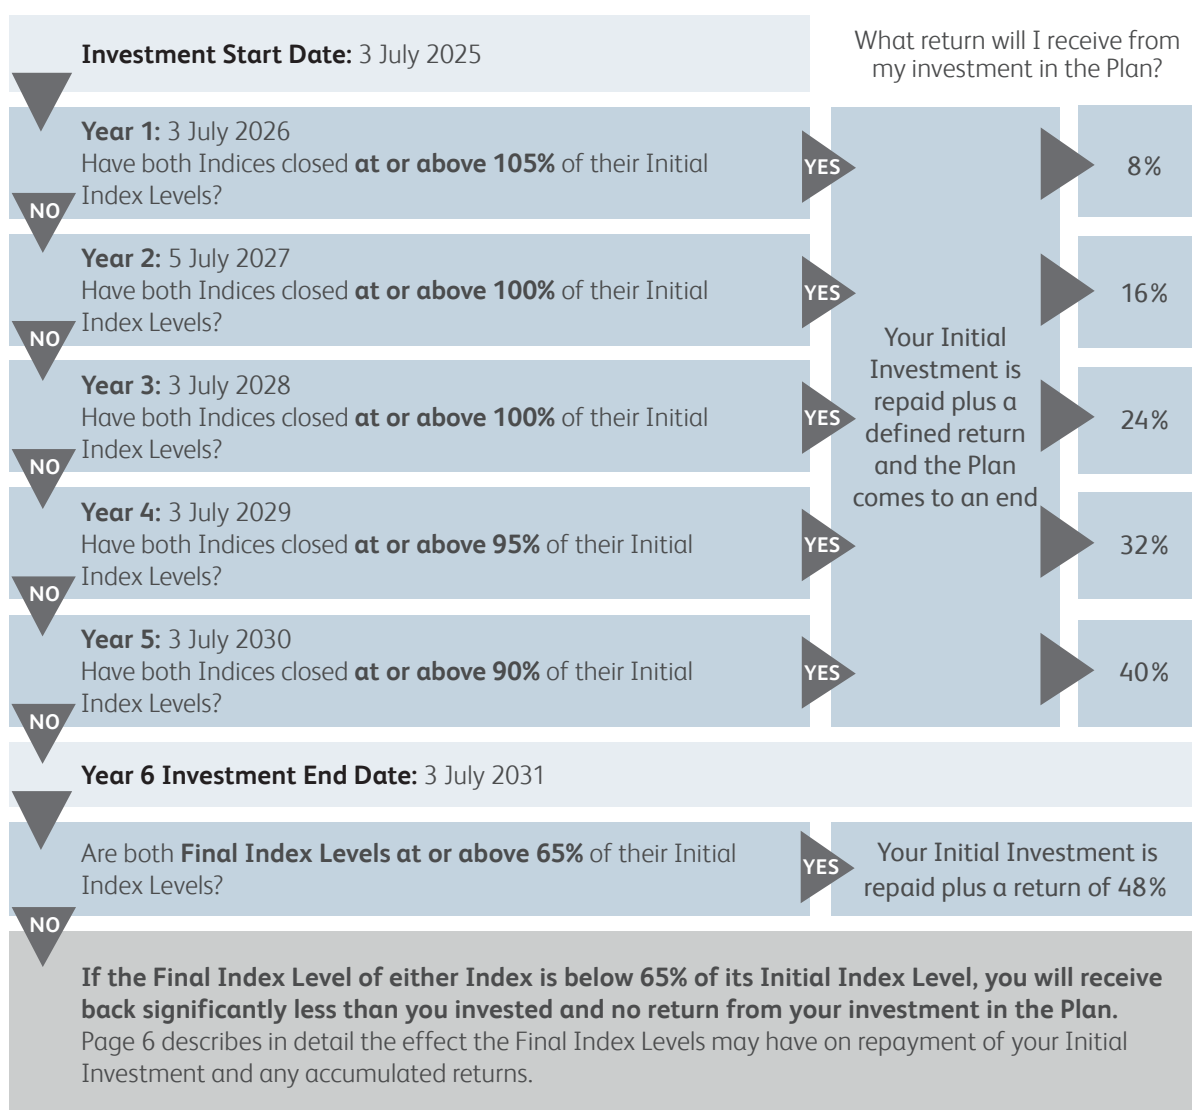 Investment Start Date: 3 July 2025
What return will I receive from
my investment in the Plan?
Year 1: 3 July 2026
Have both Indices closed at or above 105% of their Initial
Index Levels?
YES
8%
NO
Year 2: 5 July 2027
Have both Indices closed at or above 100% of their Initial
Index Levels?
YES
16%
NO
Year 3: 3 July 2028
Have both Indices closed at or above 100% of their Initial
Index Levels?
YES
24%
NO
Year 4: 3 July 2029
Have both Indices closed at or above 95% of their Initial
Index Levels?
YES
32%
NO
Year 5: 3 July 2030
Have both Indices closed at or above 90% of their Initial
Index Levels?
YES
40%
NO
Your Initial
Investment is
repaid plus a
defined return
and the Plan
comes to an end
Year 6 Investment End Date: 3 July 2031
Are both Final Index Levels at or above 65% of their Initial
Index Levels?
YES
Your Initial Investment is
repaid plus a return of 48%
NO
If the Final Index Level of either Index is below 65% of its Initial Index Level, you will receive
back significantly less than you invested and no return from your investment in the Plan.
Page 6 describes in detail the effect the Final Index Levels may have on repayment of your Initial
Investment and any accumulated returns.